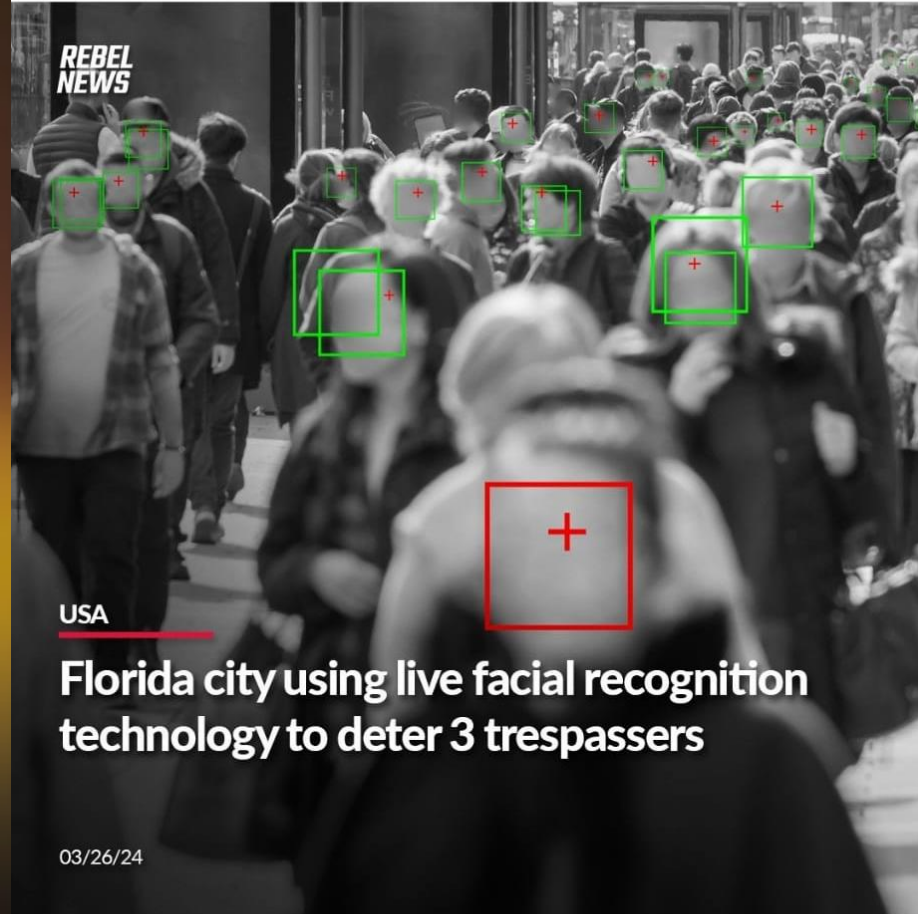 REBEL
NEWS
USA
Florida city using live facial recognition
technology to deter 3 trespassers
03/26/24